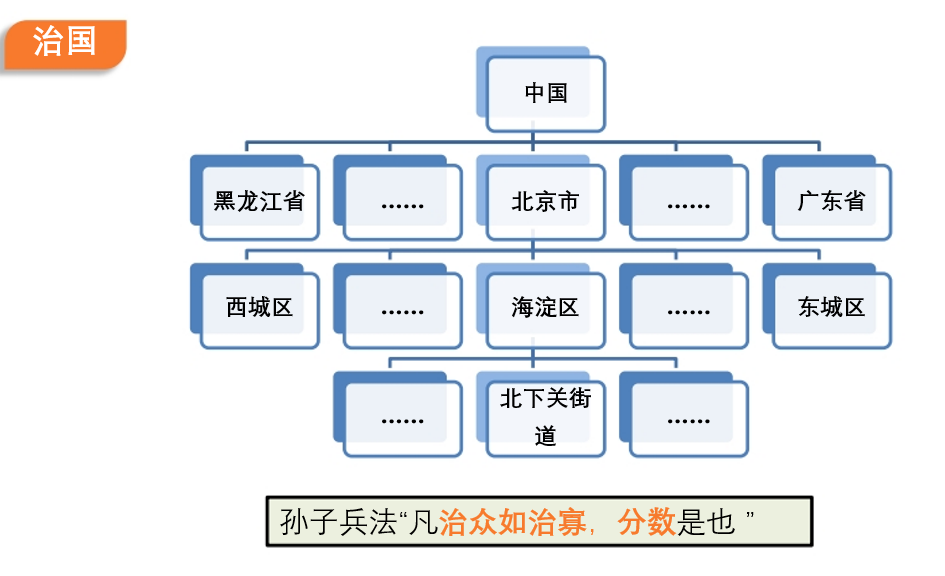 治国
中国
黑龙江省
......
北京市
......
广东省
西城区
......
海淀区
......
东城区
......
北下关街
道
......
孙子兵法“凡治众如治寡，分数是也 ”